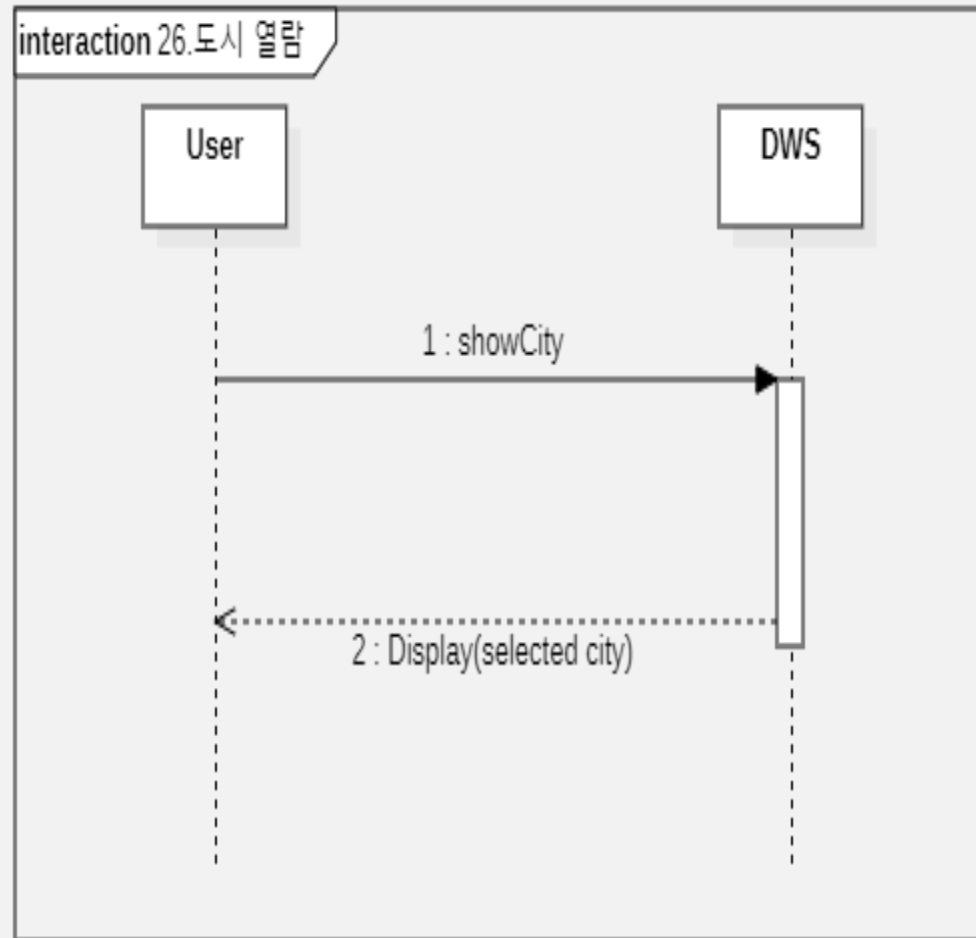 interaction 26.도시 열람
User
DWS
1 : showCity
2 : Display(selected city)